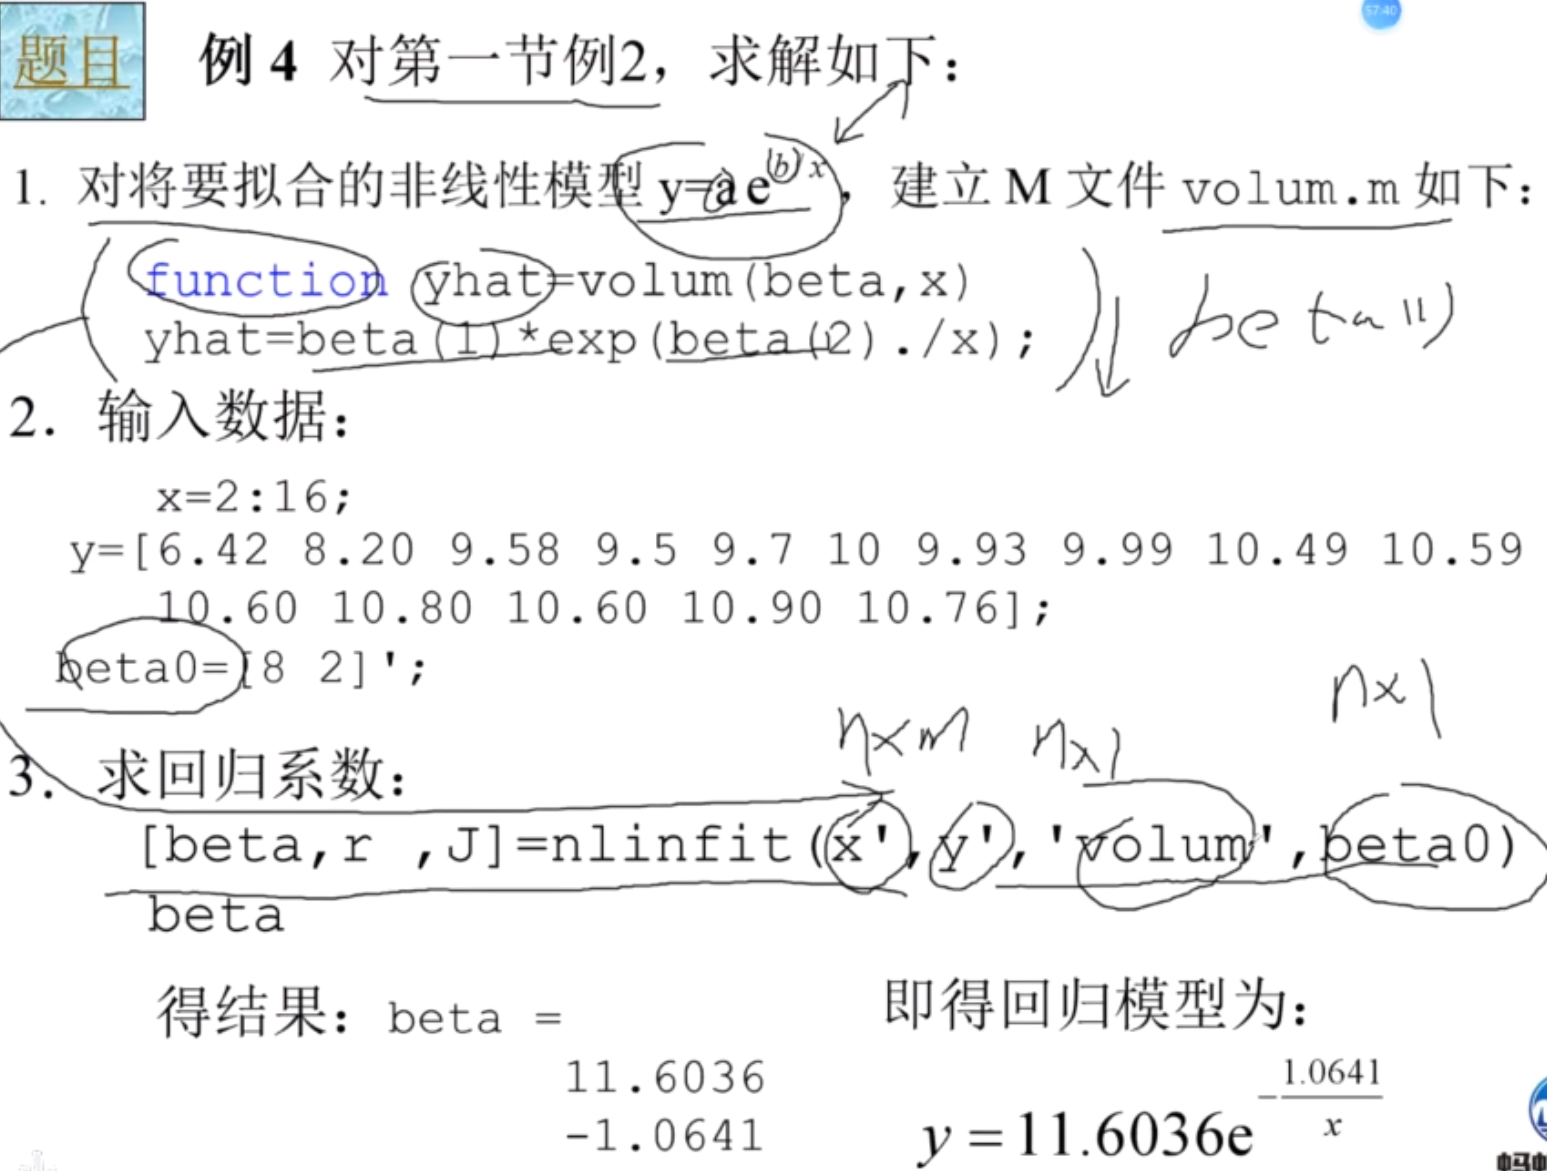 57:40
题目 例 4 对第一节例2，求解如下：
1. 对将要拟合的非线性模型 y=a e^{b/x}，建立 M 文件 volum.m 如下：
function yhat=volum(beta,x)
yhat=beta(1)*exp(beta(2)./x);
beta(1)
2. 输入数据：
x=2:16;
y=[6.42 8.20 9.58 9.5 9.7 10 9.93 9.99 10.49 10.59
10.60 10.80 10.60 10.90 10.76];
beta0=[8 2]';
n×m n×1 n×1
3. 求回归系数：
[beta,r ,J]=nlinfit(x',y','volum',beta0)
beta
得结果：beta =
11.6036
-1.0641
即得回归模型为：
y = 11.6036e^{-\frac{1.0641}{x}}